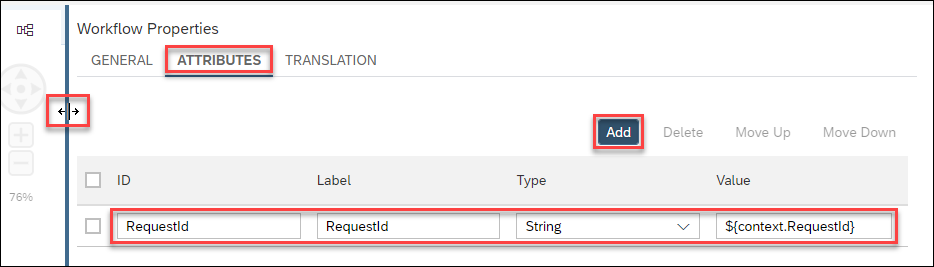 Workflow Properties
GENERAL ATTRIBUTES TRANSLATION
Add Delete Move Up Move Down
ID Label Type Value
RequestId RequestId String ${context.RequestId}
76%